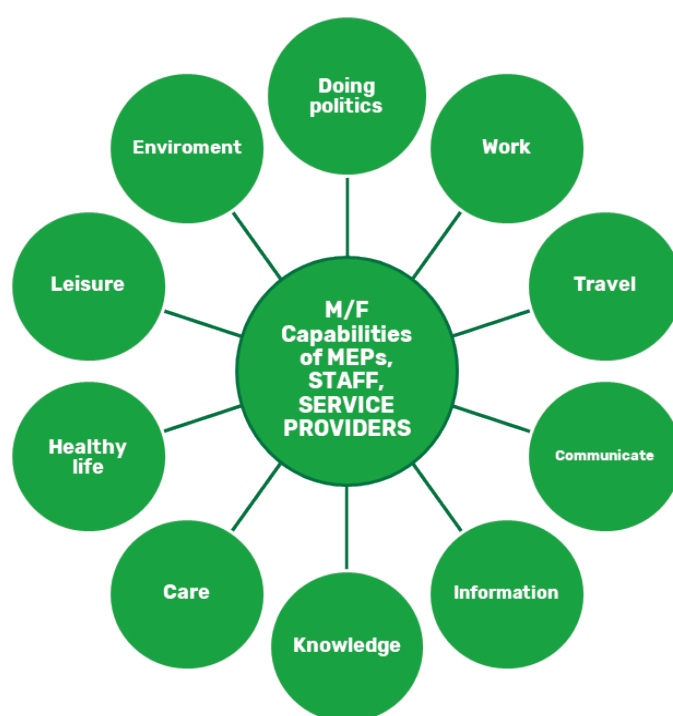 Doing
politics
Work
Travel
Communicate
Information
Knowledge
Care
Healthy
life
Leisure
Enviroment
M/F
Capabilities
of MEPs,
STAFF,
SERVICE
PROVIDERS